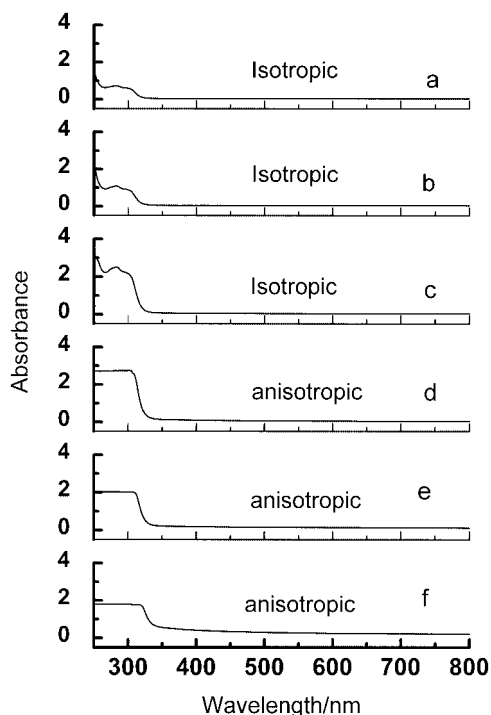 4
2
0
Isotropic a
4
2
0
Isotropic b
4
2
0
Isotropic c
4
2
0
anisotropic d
4
2
0
anisotropic e
4
2
0
anisotropic f
Absorbance
300 400 500 600 700 800
Wavelength/nm